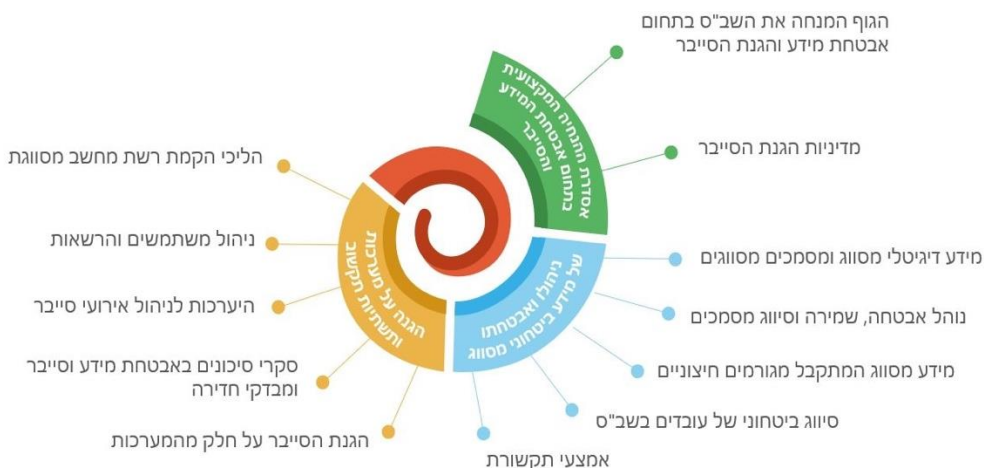 הגוף המנחה את השב"ס בתחום
אבטחת מידע והגנת הסייבר
מדיניות הגנת הסייבר
אסדרת ההנחיה המקצועית
בתחום אבטחת המידע
והסייבר
מידע דיגיטלי מסווג ומסמכים מסווגים
נוהל אבטחה, שמירה וסיווג מסמכים
מידע מסווג המתקבל מגורמים חיצוניים
סיווג ביטחוני של עובדים בשב"ס
אמצעי תקשורת
ניהולו ואבטחתו
של מידע ביטחוני מסווג
הליכי הקמת רשת מחשב מסווגת
ניהול משתמשים והרשאות
היערכות לניהול אירועי סייבר
סקרי סיכונים באבטחת מידע וסייבר
ומבדקי חדירה
הגנת הסייבר על חלק מהמערכות
הגנה על מערכות
ותשתיות תקשוב